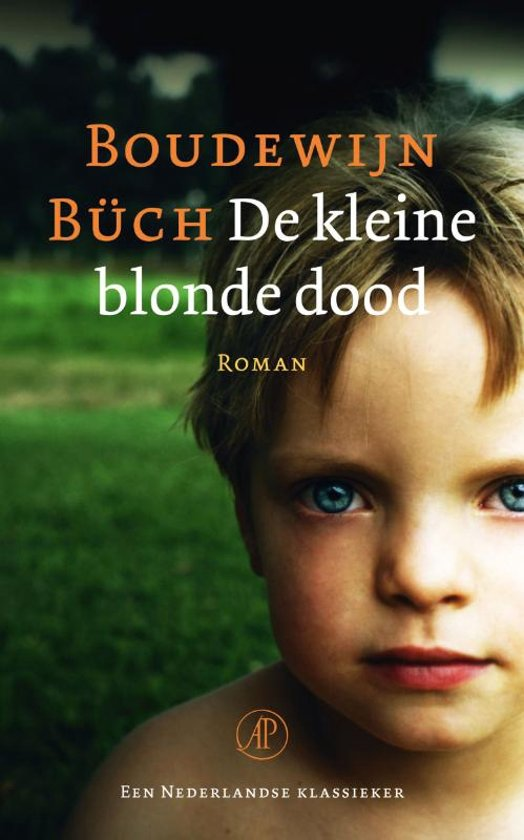 Boudewijn
Büch De kleine
blonde dood
Roman
AP
Een Nederlandse klassieker